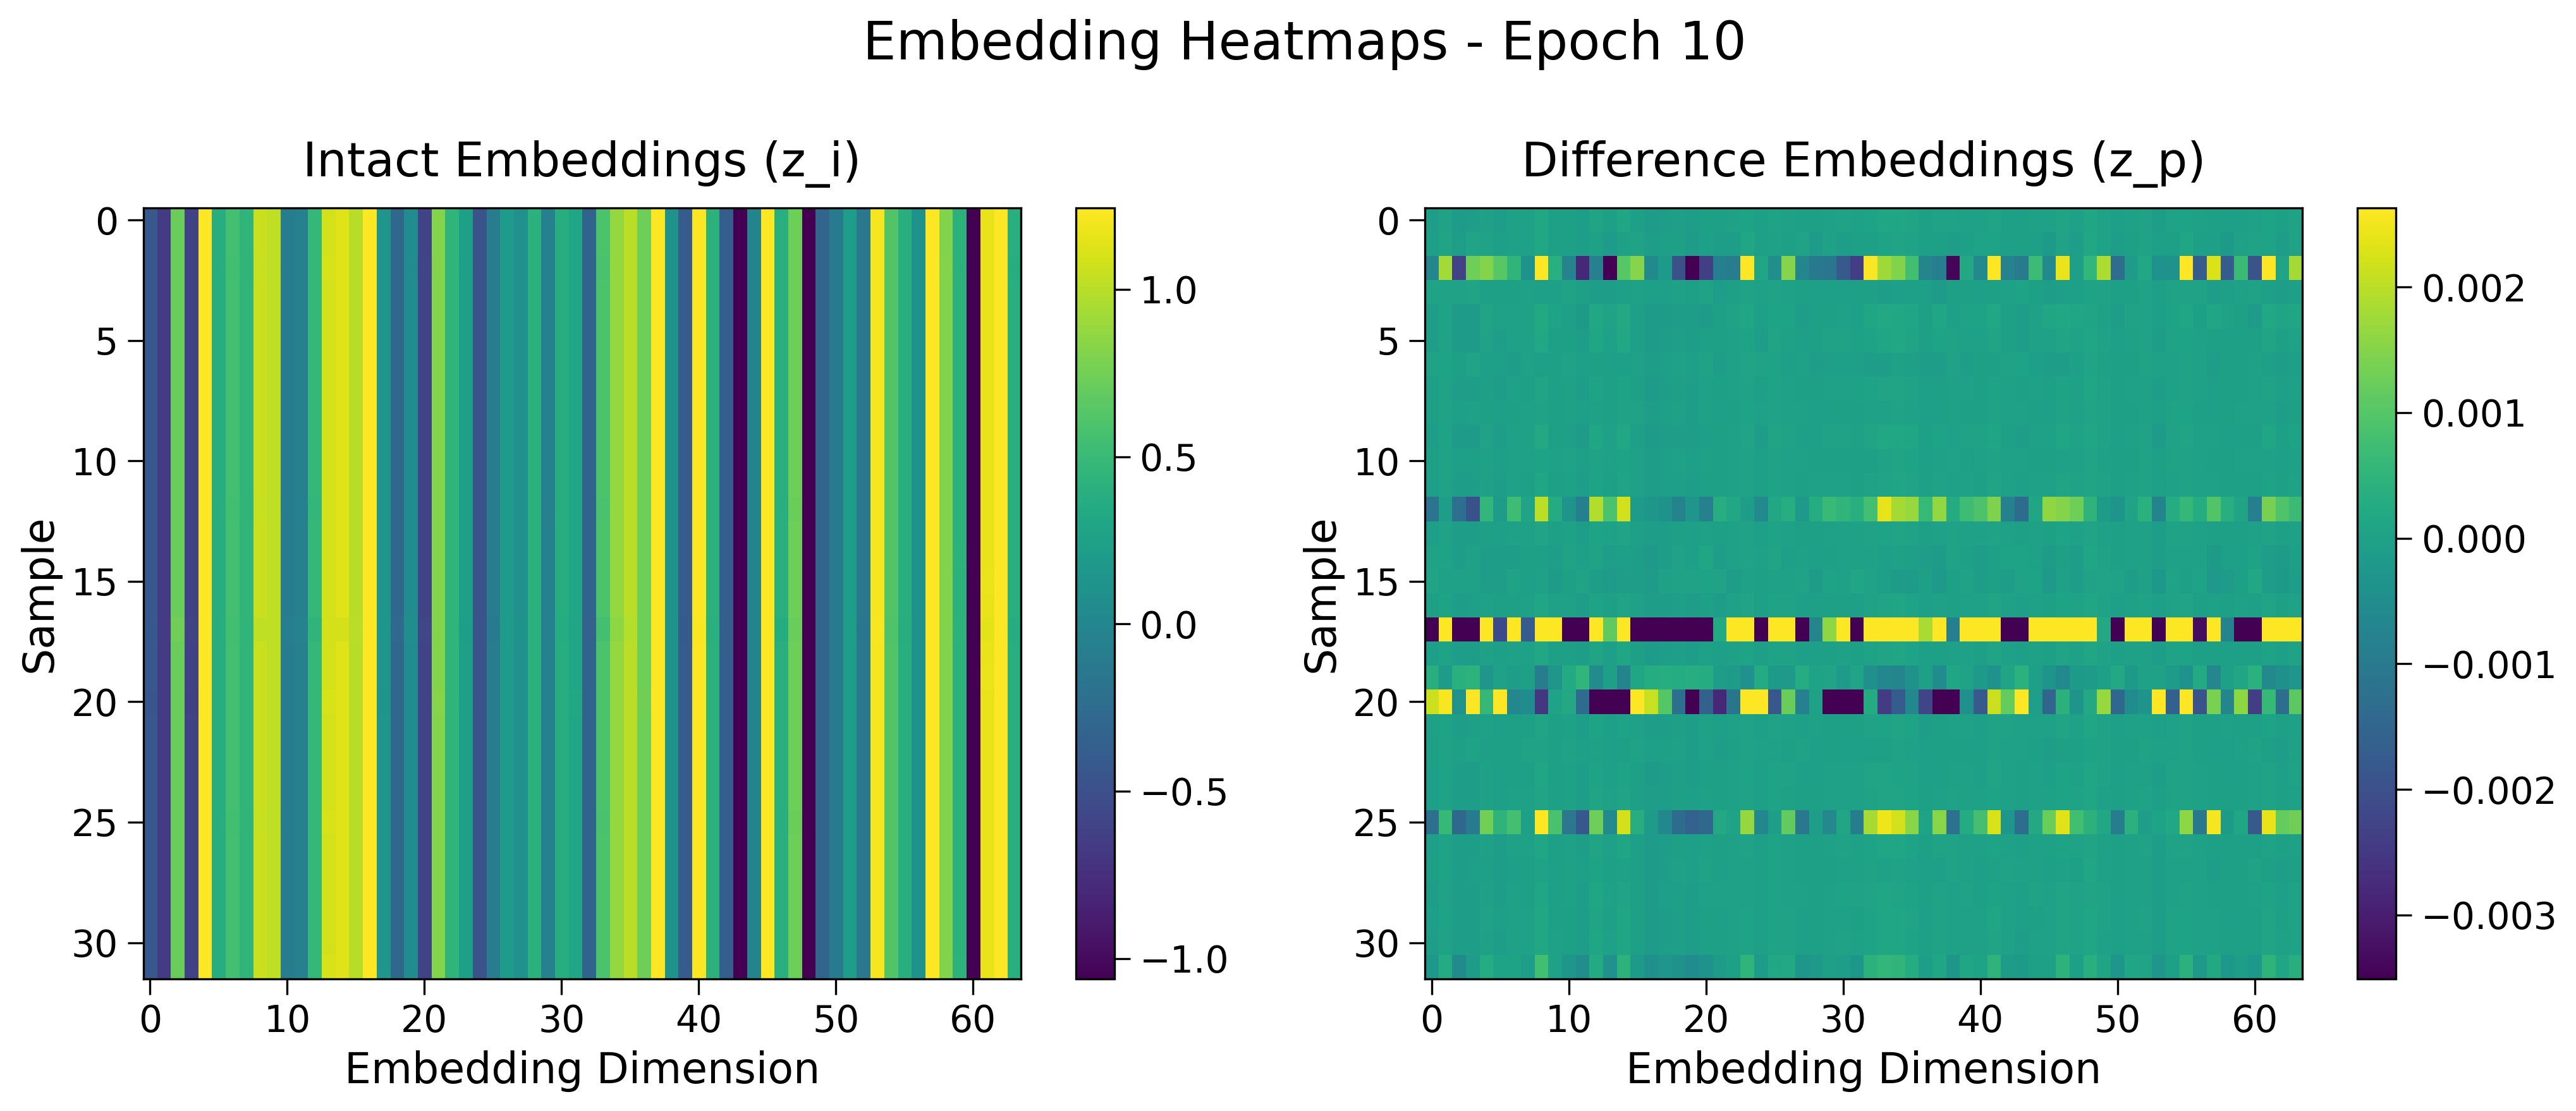 Embedding Heatmaps - Epoch 10
Intact Embeddings (z_i)
Difference Embeddings (z_p)
Sample
0
5
10
15
20
25
30
0 10 20 30 40 50 60
Embedding Dimension
1.0
0.5
0.0
−0.5
−1.0
Sample
0
5
10
15
20
25
30
0 10 20 30 40 50 60
Embedding Dimension
0.002
0.001
0.000
−0.001
−0.002
−0.003